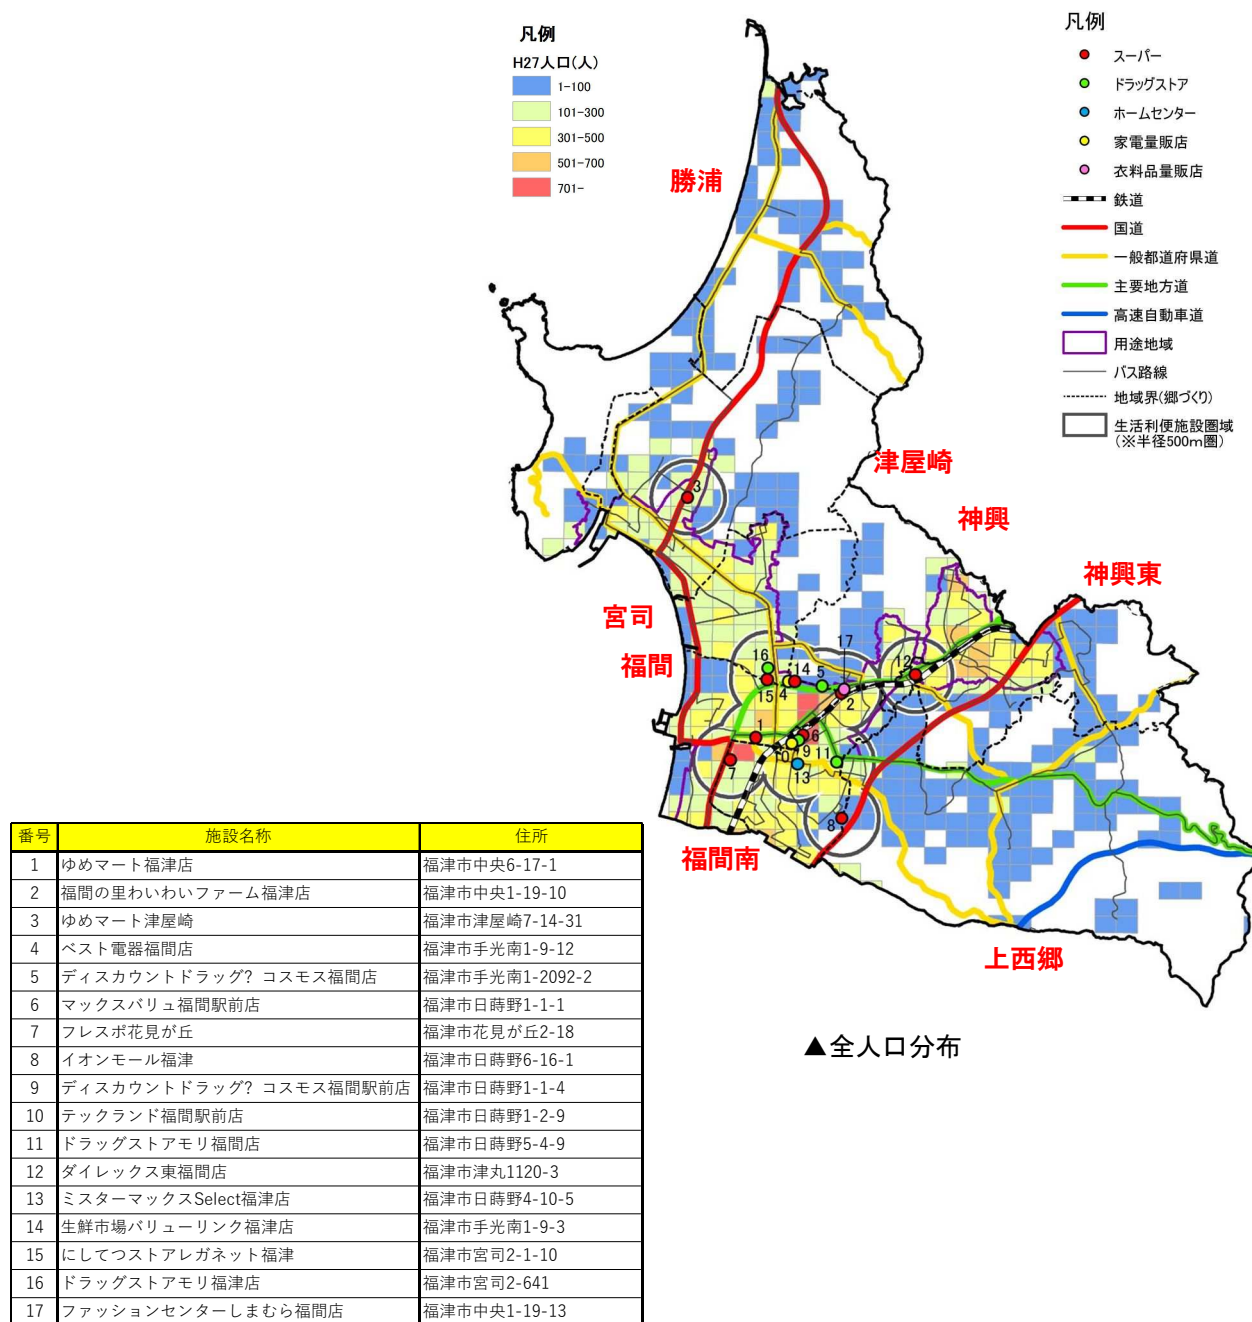 凡例
H27人口(人)
1-100
101-300
301-500
501-700
701-
凡例
スーパー
ドラッグストア
ホームセンター
家電量販店
衣料品量販店
鉄道
国道
一般都道府県道
主要地方道
高速自動車道
用途地域
バス路線
地域界(郷づくり)
生活利便施設圏域
(※半径500m圏)
勝浦
津屋崎
神興
神興東
宮司
福間
福間南
上西郷
3
17
16
14
5
12
15
4
2
1
6
9
0
11
7
13
8
▲全人口分布
番号 施設名称 住所
1 ゆめマート福津店 福津市中央6-17-1
2 福間の里わいわいファーム福津店 福津市中央1-19-10
3 ゆめマート津屋崎 福津市津屋崎7-14-31
4 ベスト電器福間店 福津市手光南1-9-12
5 ディスカウントドラッグ? コスモス福間店 福津市手光南1-2092-2
6 マックスバリュ福間駅前店 福津市日蒔野1-1-1
7 フレスポ花見が丘 福津市花見が丘2-18
8 イオンモール福津 福津市日蒔野6-16-1
9 ディスカウントドラッグ? コスモス福間駅前店 福津市日蒔野1-1-4
10 テックランド福間駅前店 福津市日蒔野1-2-9
11 ドラッグストアモリ福間店 福津市日蒔野5-4-9
12 ダイレックス東福間店 福津市津丸1120-3
13 ミスターマックスSelect福津店 福津市日蒔野4-10-5
14 生鮮市場バリューリンク福津店 福津市手光南1-9-3
15 にしてつストアレガネット福津 福津市宮司2-1-10
16 ドラッグストアモリ福津店 福津市宮司2-641
17 ファッションセンターしまむら福間店 福津市中央1-19-13